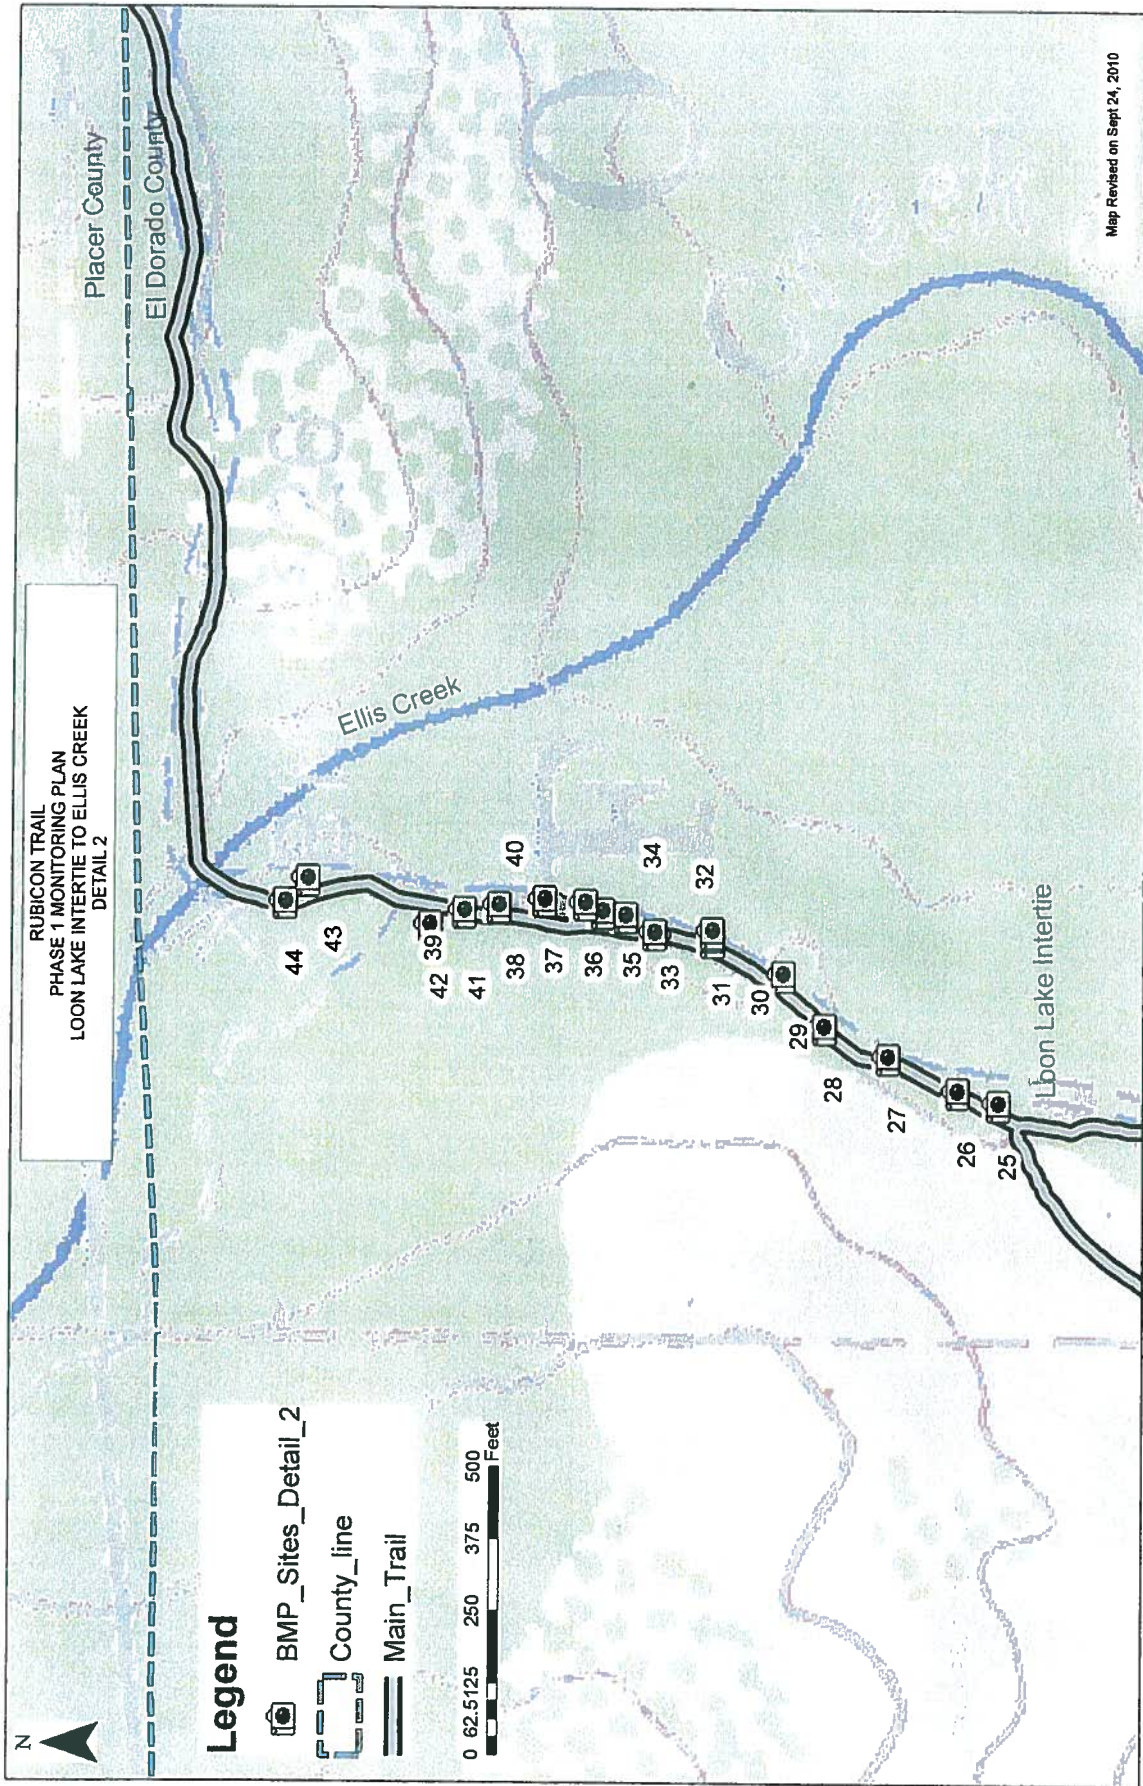 RUBICON TRAIL
PHASE 1 MONITORING PLAN
LOON LAKE INTERTIE TO ELLIS CREEK
DETAIL 2
N
Placer County
El Dorado County
Ellis Creek
44
43
39
42
41
40
38
37
36
35
34
33
32
31
30
29
28
27
26
25
Loon Lake Intertie
Legend
BMP_Sites_Detail_2
County_line
Main_Trail
0 62.5 125 250 375 500
Feet
Map Revised on Sept 24, 2010